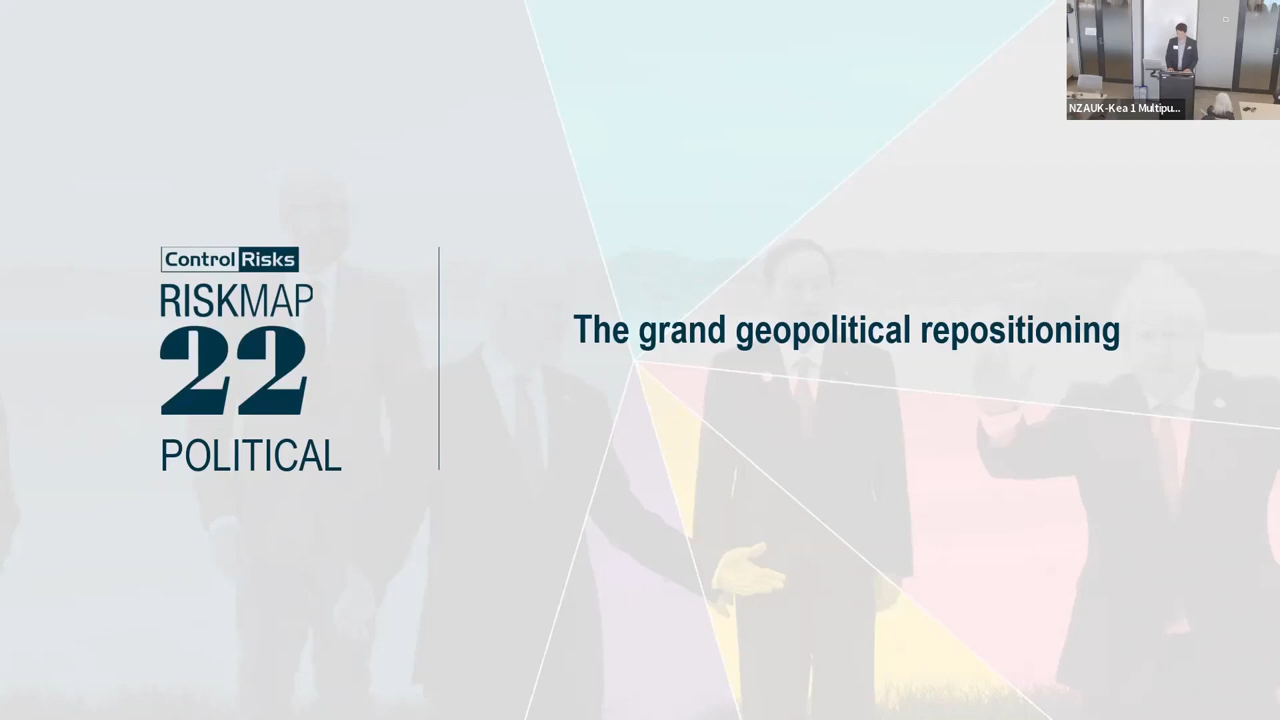 NZAUK-Kea 1 Multipu...
Control Risks
RISKMAP
22
POLITICAL
The grand geopolitical repositioning